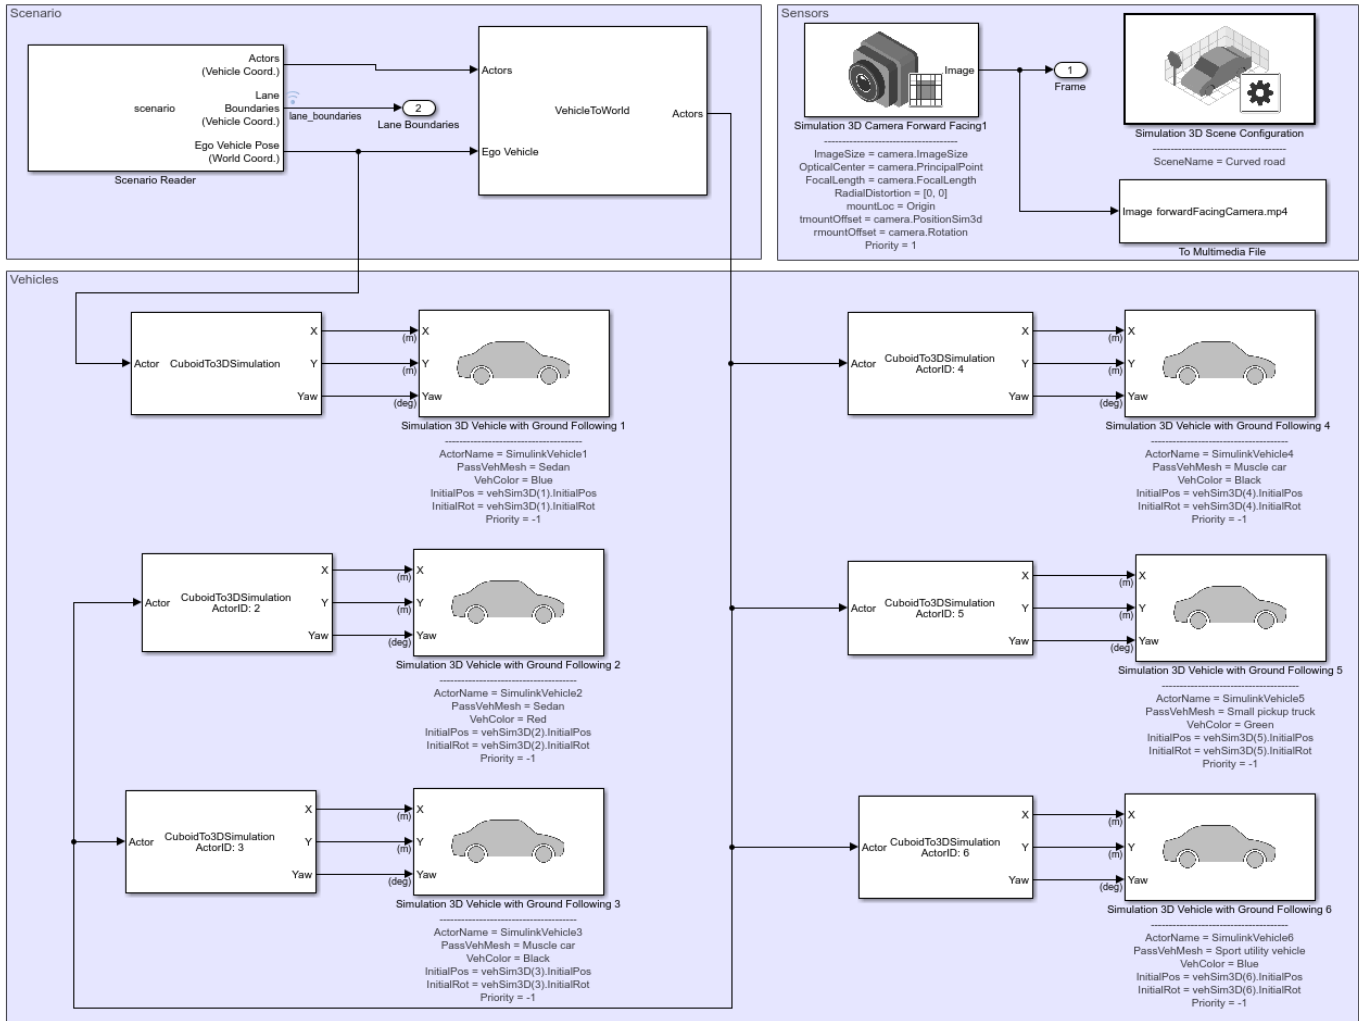 Scenario
Actors
(Vehicle Coord.)
Lane
Boundaries
(Vehicle Coord.)
Ego Vehicle Pose
(World Coord.)
scenario
Scenario Reader
lane_boundaries
2
Lane Boundaries
Actors
Ego Vehicle
VehicleToWorld
Actors
Sensors
Image
Simulation 3D Camera Forward Facing1
------------------------------------
ImageSize = camera.ImageSize
OpticalCenter = camera.PrincipalPoint
FocalLength = camera.FocalLength
RadialDistortion = [0, 0]
mountLoc = Origin
tmountOffset = camera.PositionSim3d
rmountOffset = camera.Rotation
Priority = 1
1
Frame
Simulation 3D Scene Configuration
------------------------------------
SceneName = Curved road
Image forwardFacingCamera.mp4
To Multimedia File
Vehicles
Actor
CuboidTo3DSimulation
X
Y
Yaw
(m)
(m)
(deg)
X
Y
Yaw
Simulation 3D Vehicle with Ground Following 1
------------------------------------
ActorName = SimulinkVehicle1
PassVehMesh = Sedan
VehColor = Blue
InitialPos = vehSim3D(1).InitialPos
InitialRot = vehSim3D(1).InitialRot
Priority = -1
Actor
CuboidTo3DSimulation
ActorID: 4
X
Y
Yaw
(m)
(m)
(deg)
X
Y
Yaw
Simulation 3D Vehicle with Ground Following 4
------------------------------------
ActorName = SimulinkVehicle4
PassVehMesh = Muscle car
VehColor = Black
InitialPos = vehSim3D(4).InitialPos
InitialRot = vehSim3D(4).InitialRot
Priority = -1
Actor
CuboidTo3DSimulation
ActorID: 2
X
Y
Yaw
(m)
(m)
(deg)
X
Y
Yaw
Simulation 3D Vehicle with Ground Following 2
------------------------------------
ActorName = SimulinkVehicle2
PassVehMesh = Sedan
VehColor = Red
InitialPos = vehSim3D(2).InitialPos
InitialRot = vehSim3D(2).InitialRot
Priority = -1
Actor
CuboidTo3DSimulation
ActorID: 5
X
Y
Yaw
(m)
(m)
(deg)
X
Y
Yaw
Simulation 3D Vehicle with Ground Following 5
------------------------------------
ActorName = SimulinkVehicle5
PassVehMesh = Small pickup truck
VehColor = Green
InitialPos = vehSim3D(5).InitialPos
InitialRot = vehSim3D(5).InitialRot
Priority = -1
Actor
CuboidTo3DSimulation
ActorID: 3
X
Y
Yaw
(m)
(m)
(deg)
X
Y
Yaw
Simulation 3D Vehicle with Ground Following 3
------------------------------------
ActorName = SimulinkVehicle3
PassVehMesh = Muscle car
VehColor = Black
InitialPos = vehSim3D(3).InitialPos
InitialRot = vehSim3D(3).InitialRot
Priority = -1
Actor
CuboidTo3DSimulation
ActorID: 6
X
Y
Yaw
(m)
(m)
(deg)
X
Y
Yaw
Simulation 3D Vehicle with Ground Following 6
------------------------------------
ActorName = SimulinkVehicle6
PassVehMesh = Sport utility vehicle
VehColor = Blue
InitialPos = vehSim3D(6).InitialPos
InitialRot = vehSim3D(6).InitialRot
Priority = -1